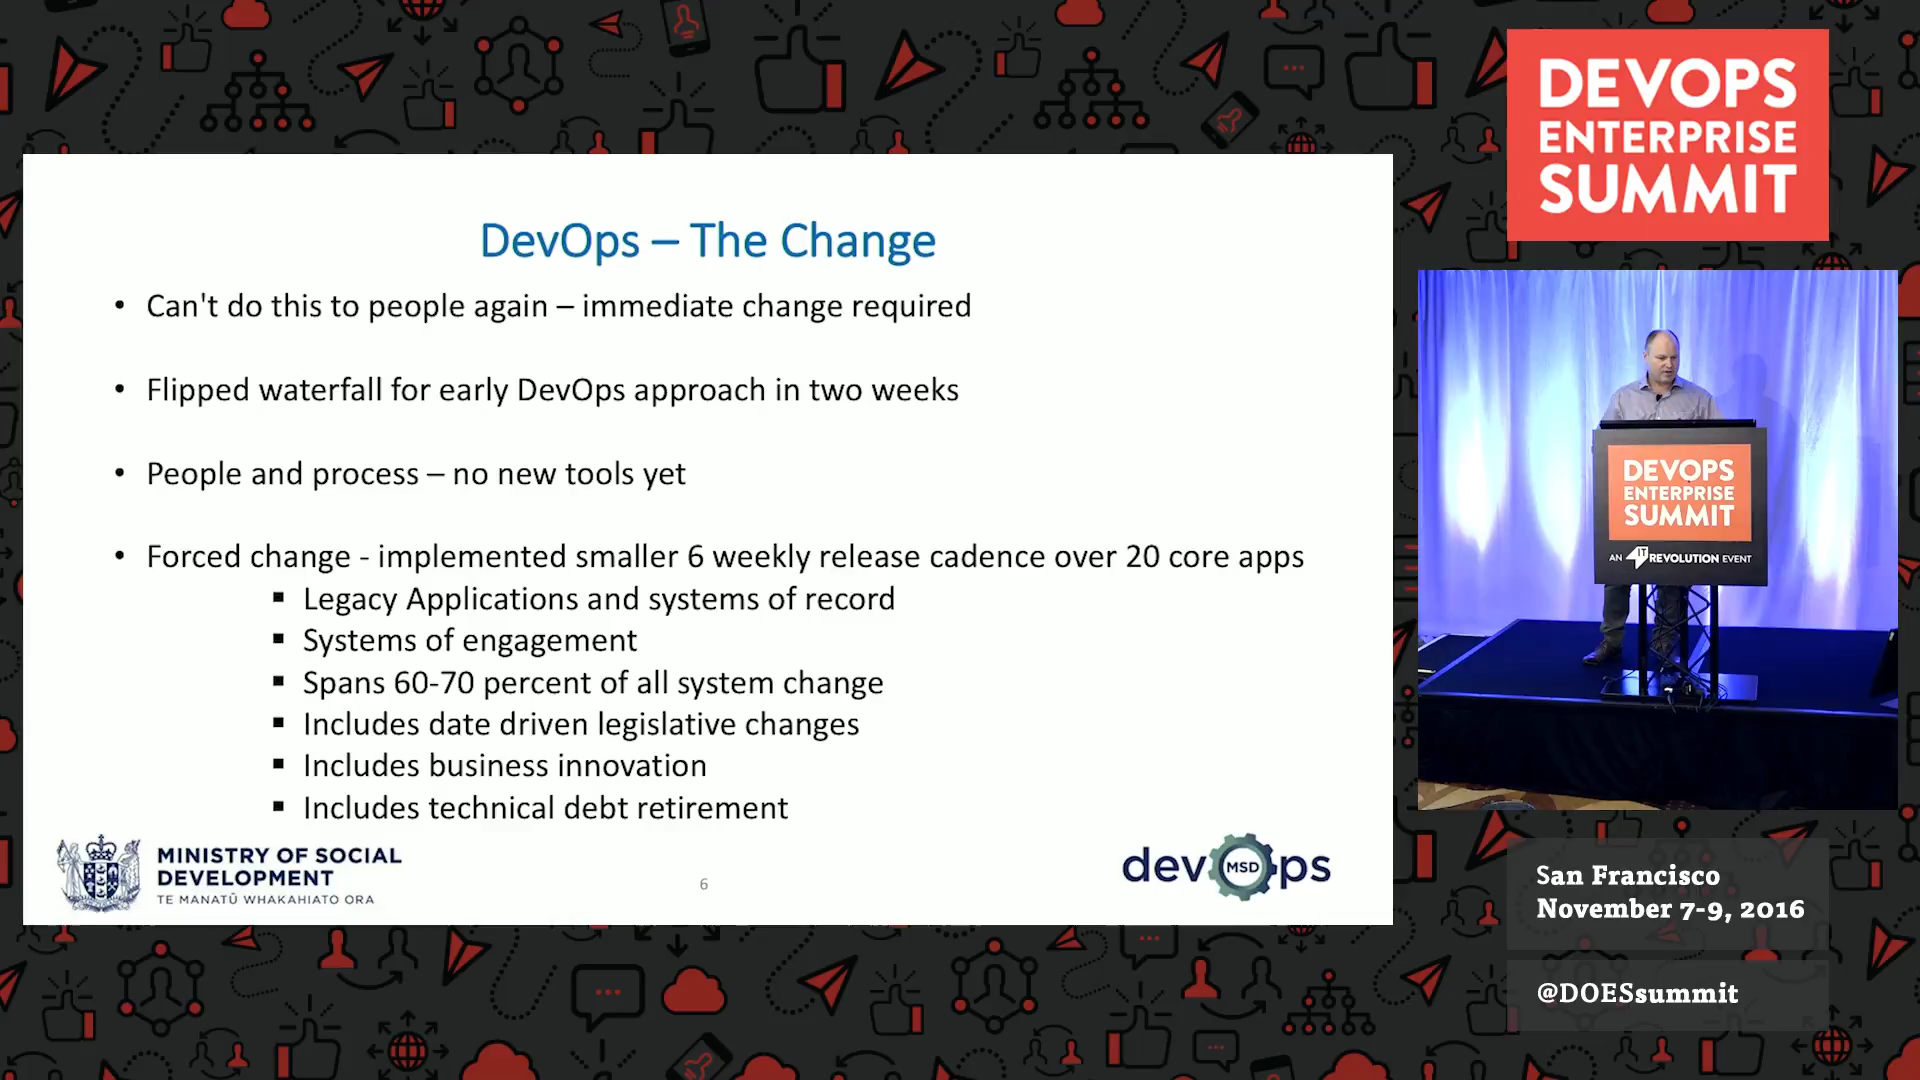 DEVOPS
ENTERPRISE
SUMMIT
DevOps – The Change
• Can't do this to people again – immediate change required
• Flipped waterfall for early DevOps approach in two weeks
• People and process – no new tools yet
• Forced change - implemented smaller 6 weekly release cadence over 20 core apps
▪ Legacy Applications and systems of record
▪ Systems of engagement
▪ Spans 60-70 percent of all system change
▪ Includes date driven legislative changes
▪ Includes business innovation
▪ Includes technical debt retirement
MINISTRY OF SOCIAL
DEVELOPMENT
TE MANATŪ WHAKAHIATO ORA
6
devOps
MSD
DEVOPS
ENTERPRISE
SUMMIT
AN IT REVOLUTION EVENT
San Francisco
November 7-9, 2016
@DOESsummit